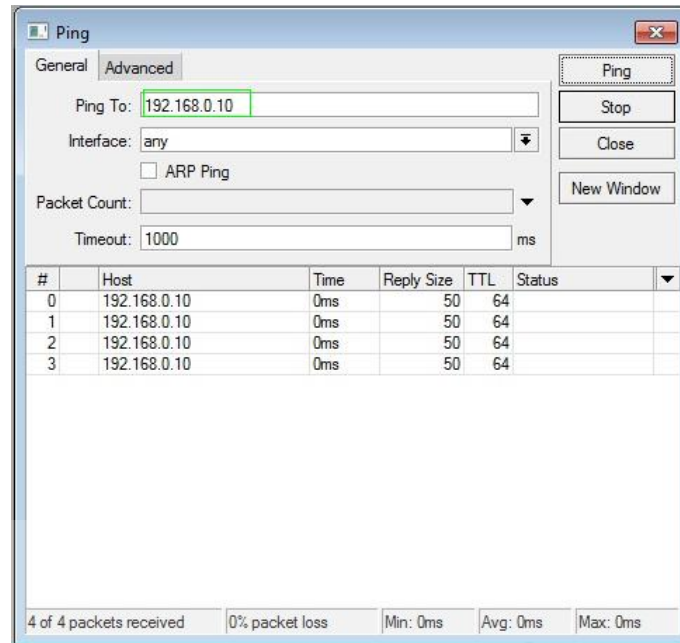 Ping
General Advanced
Ping
Ping To: 192.168.0.10
Stop
Interface: any
Close
ARP Ping
New Window
Packet Count:
Timeout: 1000 ms
# Host Time Reply Size TTL Status
0 192.168.0.10 0ms 50 64
1 192.168.0.10 0ms 50 64
2 192.168.0.10 0ms 50 64
3 192.168.0.10 0ms 50 64
4 of 4 packets received 0% packet loss Min: 0ms Avg: 0ms Max: 0ms